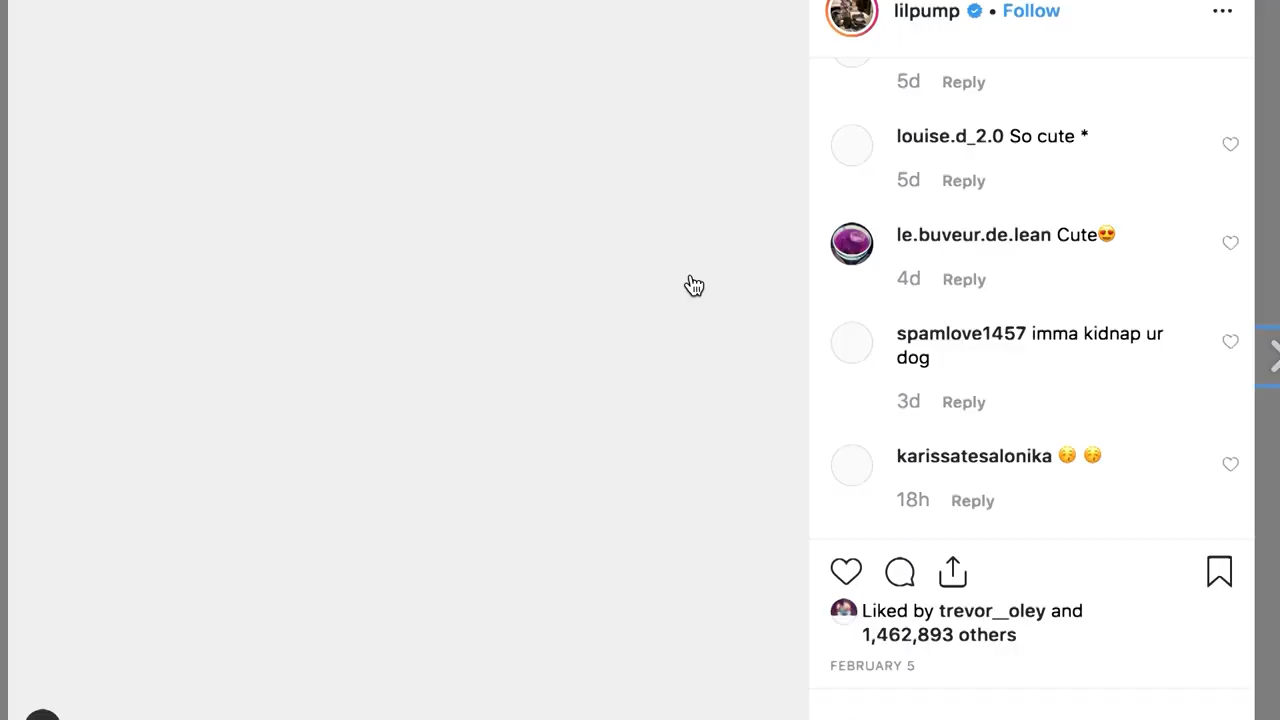 lilpump • Follow
5d Reply
louise.d_2.0 So cute *
5d Reply
le.buveur.de.lean Cute😍
4d Reply
spamlove1457 imma kidnap ur
dog
3d Reply
karissatesalonika 😚 😚
18h Reply
Liked by trevor__oley and
1,462,893 others
FEBRUARY 5